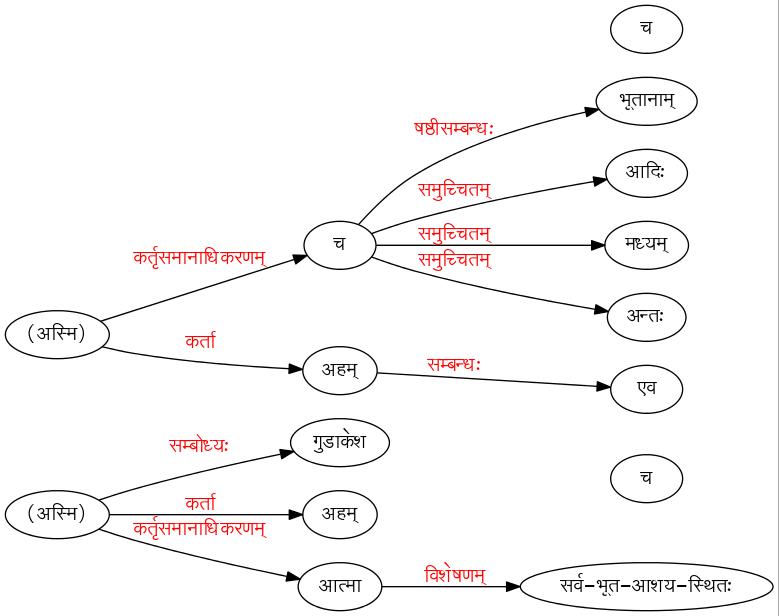 च
भूतानाम्
षष्ठीसम्बन्धः
आदिः
समुच्चितम्
समुच्चितम्
मध्यम्
च
समुच्चितम्
कर्तृसमानाधिकरणम्
अन्तः
(अस्मि)
कर्ता
अहम्
सम्बन्धः
एव
गुडाकेश
सम्बोध्यः
च
कर्ता
(अस्मि)
अहम्
कर्तृसमानाधिकरणम्
आत्मा
विशेषणम्
सर्व-भूत-आशय-स्थितः